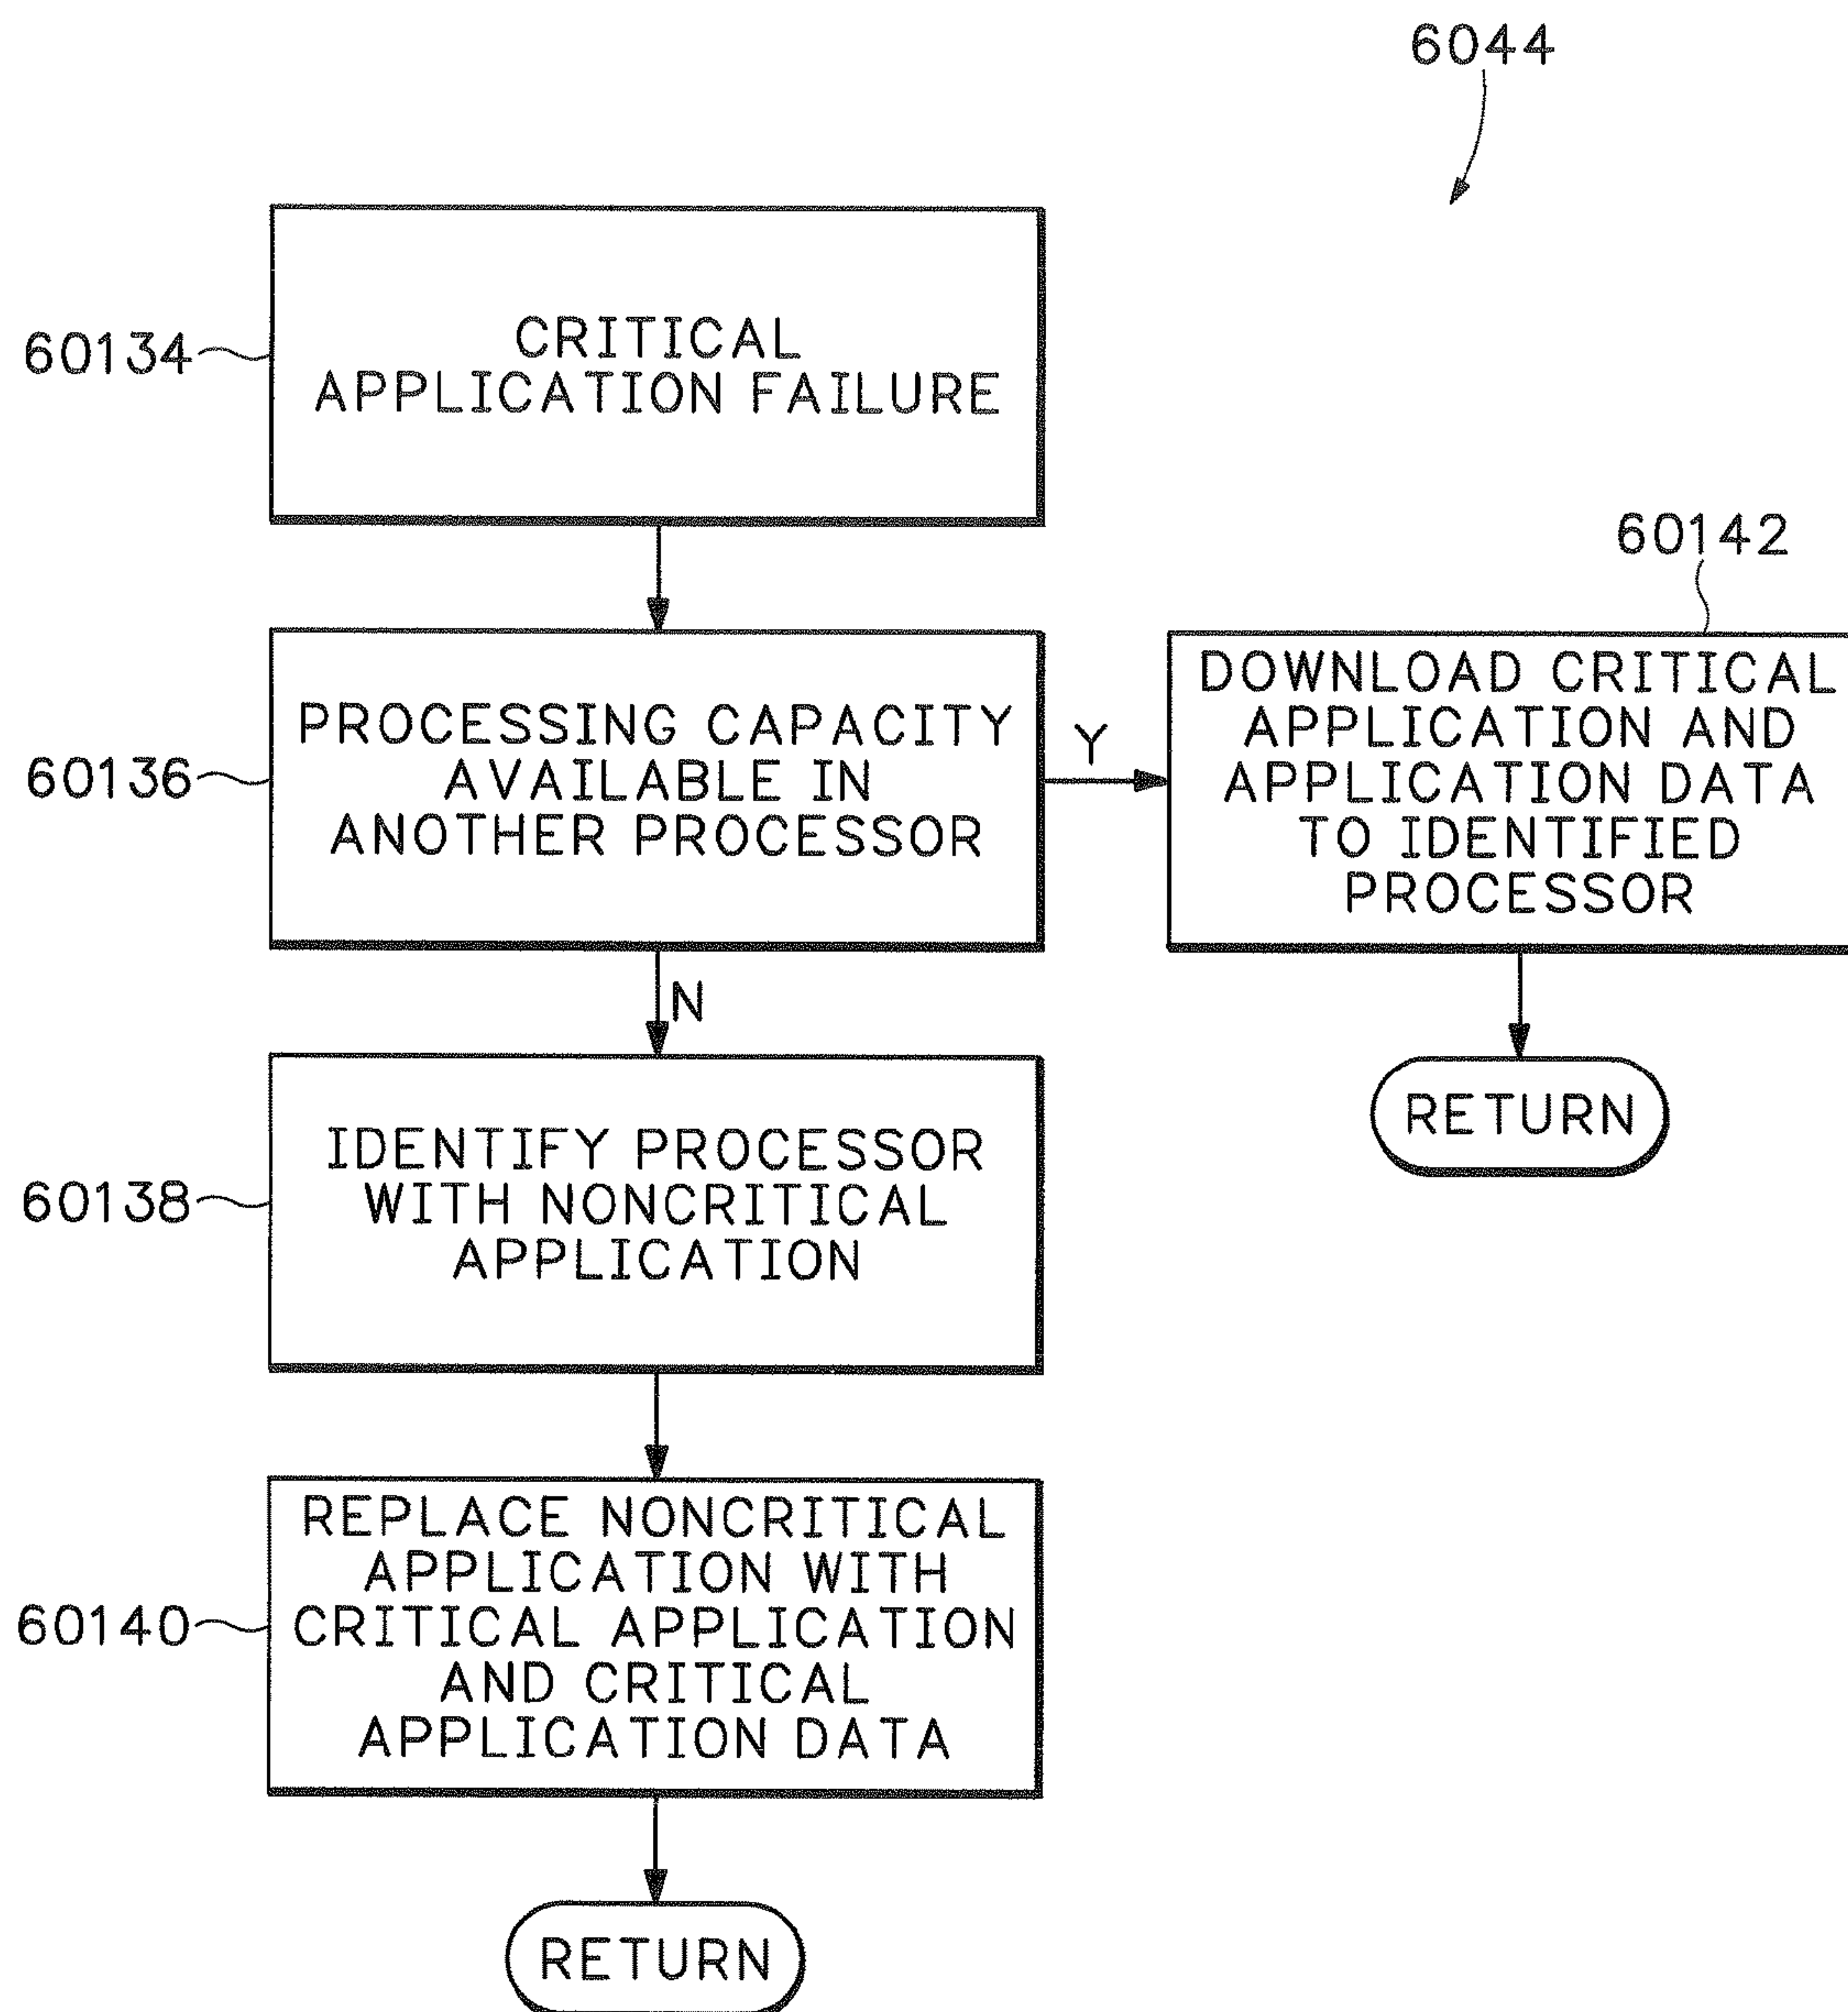 6044
60134
CRITICAL
APPLICATION FAILURE
60136
PROCESSING CAPACITY
AVAILABLE IN
ANOTHER PROCESSOR
Y
60142
DOWNLOAD CRITICAL
APPLICATION AND
APPLICATION DATA
TO IDENTIFIED
PROCESSOR
RETURN
N
60138
IDENTIFY PROCESSOR
WITH NONCRITICAL
APPLICATION
60140
REPLACE NONCRITICAL
APPLICATION WITH
CRITICAL APPLICATION
AND CRITICAL
APPLICATION DATA
RETURN